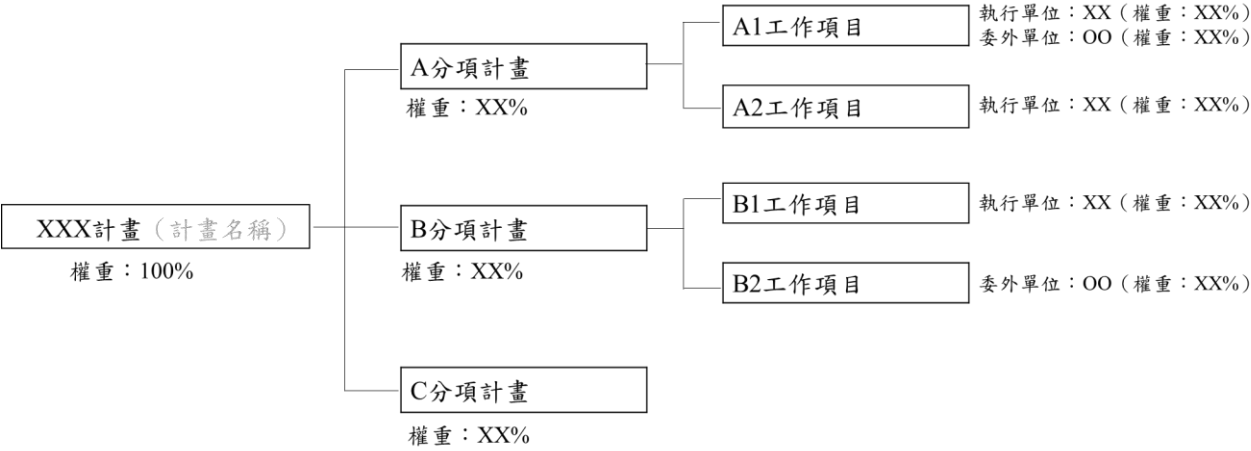 XXX計畫（計畫名稱）
權重：100%
A分項計畫
權重：XX%
A1工作項目
執行單位：XX（權重：XX%）
委外單位：OO（權重：XX%）
A2工作項目
執行單位：XX（權重：XX%）
B分項計畫
權重：XX%
B1工作項目
執行單位：XX（權重：XX%）
B2工作項目
委外單位：OO（權重：XX%）
C分項計畫
權重：XX%